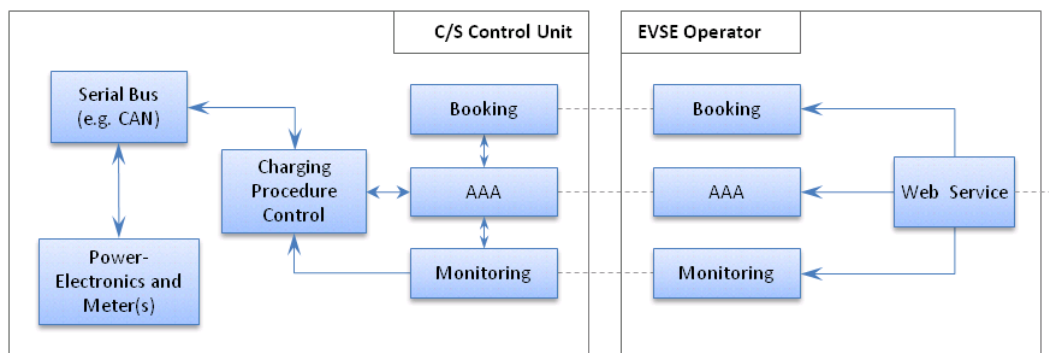 C/S Control Unit
EVSE Operator
Serial Bus
(e.g. CAN)
Booking
Booking
Charging
Procedure
Control
AAA
AAA
Web Service
Power-
Electronics and
Meter(s)
Monitoring
Monitoring